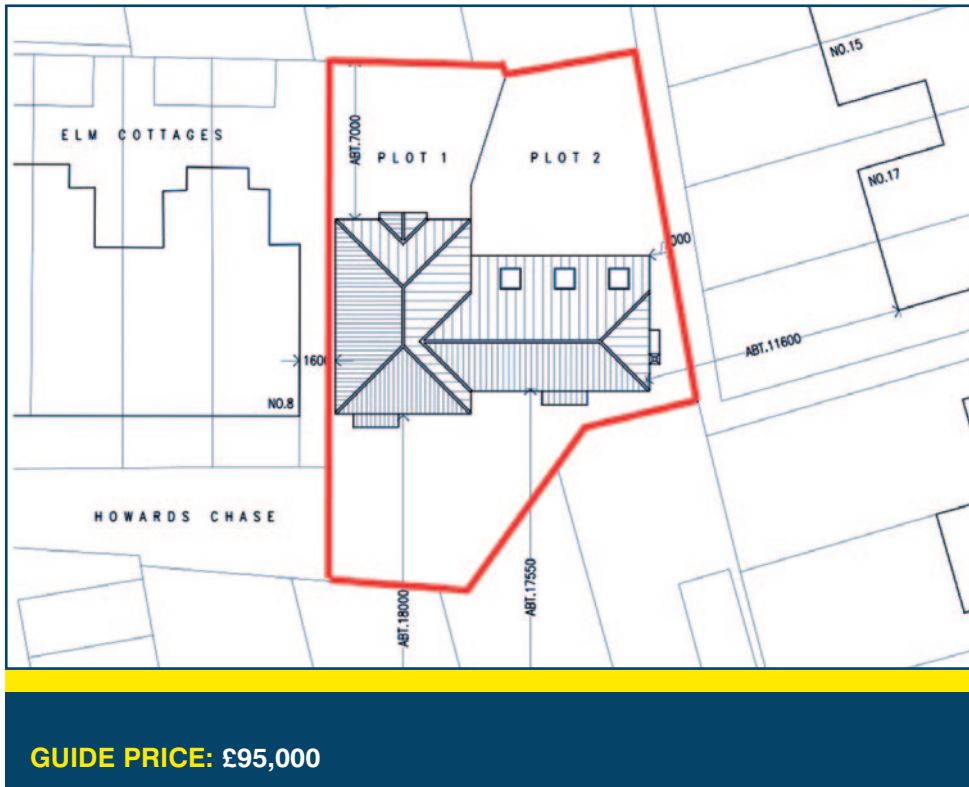 NO.15
ELM COTTAGES
ABT.7000
PLOT 1
PLOT 2
NO.17
ABT.11600
1600
NO.8
HOWARDS CHASE
ABT.17550
ABT.18000
GUIDE PRICE: £95,000